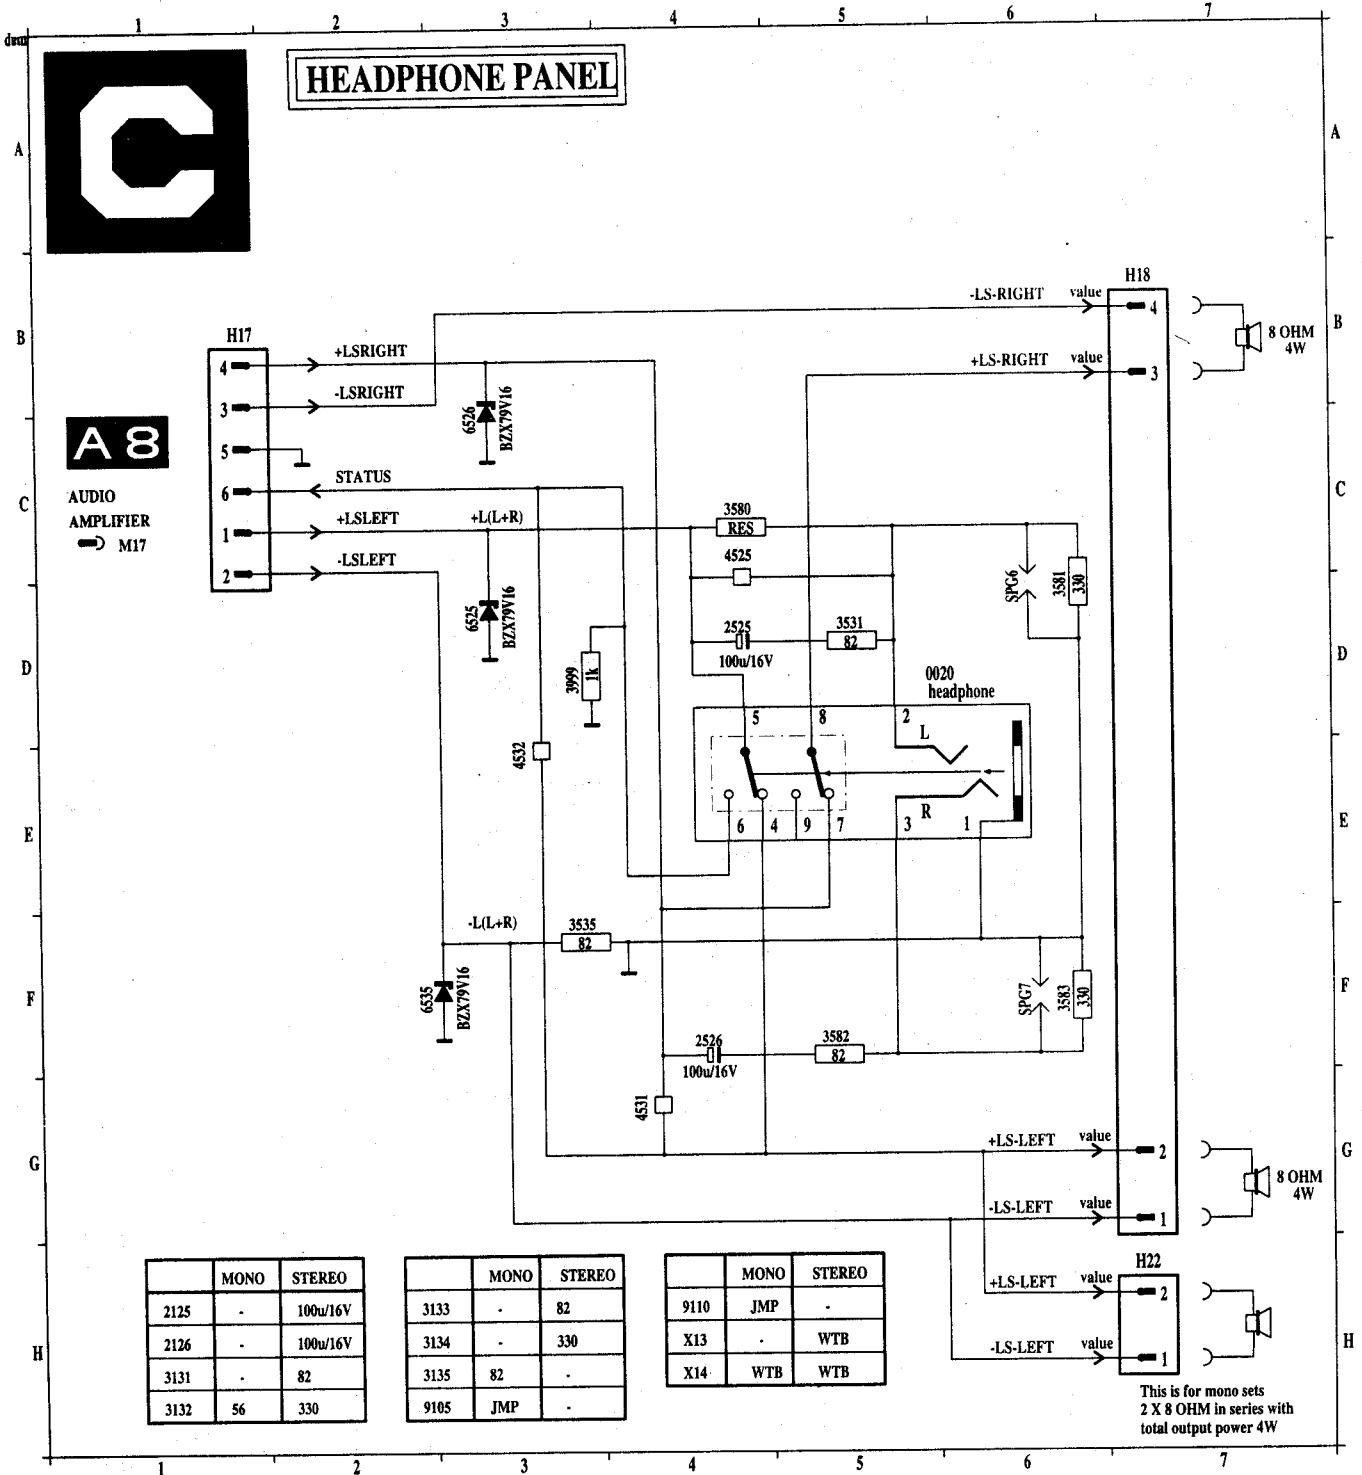 1 2 3 4 5 6 7
HEADPHONE PANEL
A A
H18
-LS-RIGHT value 4
B B
8 OHM
4W
H17
+LS-RIGHT value 3
4 +LSRIGHT
3 -LSRIGHT
6526
BZX79V16
A8
5
6 STATUS
C C
AUDIO
AMPLIFIER
M17
1 +LSLEFT +L(L+R)
3580
RES
4525
2 -LSLEFT
6525
BZX79V16
SPG6
3581
330
2525
100u/16V
3531
82
D D
3999
1k
0020
headphone
5 8 2
L
4532
E E
6 4 9 7 3 R 1
-L(L+R)
3535
82
6535
BZX79V16
F F
SPG7
3583
330
2526
100u/16V
3582
82
4531
+LS-LEFT value 2
G G
8 OHM
4W
-LS-LEFT value 1
H22
+LS-LEFT value 2
-LS-LEFT value 1
H H
MONO STEREO
2125 - 100u/16V
2126 - 100u/16V
3131 - 82
3132 56 330
MONO STEREO
3133 - 82
3134 - 330
3135 82 -
9105 JMP -
MONO STEREO
9110 JMP -
X13 - WTB
X14 WTB WTB
This is for mono sets
2 X 8 OHM in series with
total output power 4W
1 2 3 4 5 6 7